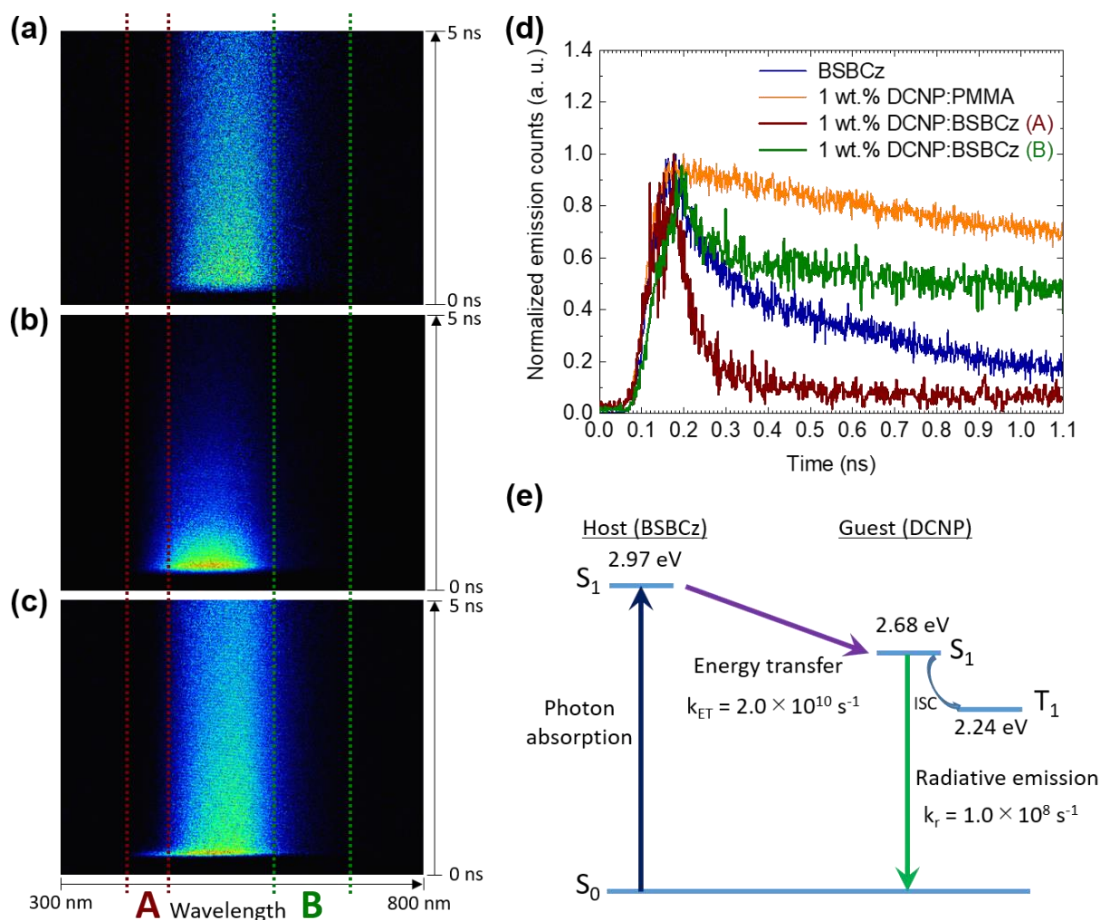 (a)
5 ns
0 ns
(b)
5 ns
0 ns
(c)
5 ns
0 ns
300 nm
A
Wavelength
B
800 nm
(d)
Normalized emission counts (a. u.)
1.4
1.2
1.0
0.8
0.6
0.4
0.2
0.0
0.0 0.1 0.2 0.3 0.4 0.5 0.6 0.7 0.8 0.9 1.0 1.1
Time (ns)
BSBCz
1 wt.% DCNP:PMMA
1 wt.% DCNP:BSBCz (A)
1 wt.% DCNP:BSBCz (B)
(e)
Host (BSBCz)
Guest (DCNP)
2.97 eV
S₁
2.68 eV
S₁
Energy transfer
k_ET = 2.0 × 10¹⁰ s⁻¹
ISC
T₁
2.24 eV
Photon
absorption
Radiative emission
kᵣ = 1.0 × 10⁸ s⁻¹
S₀